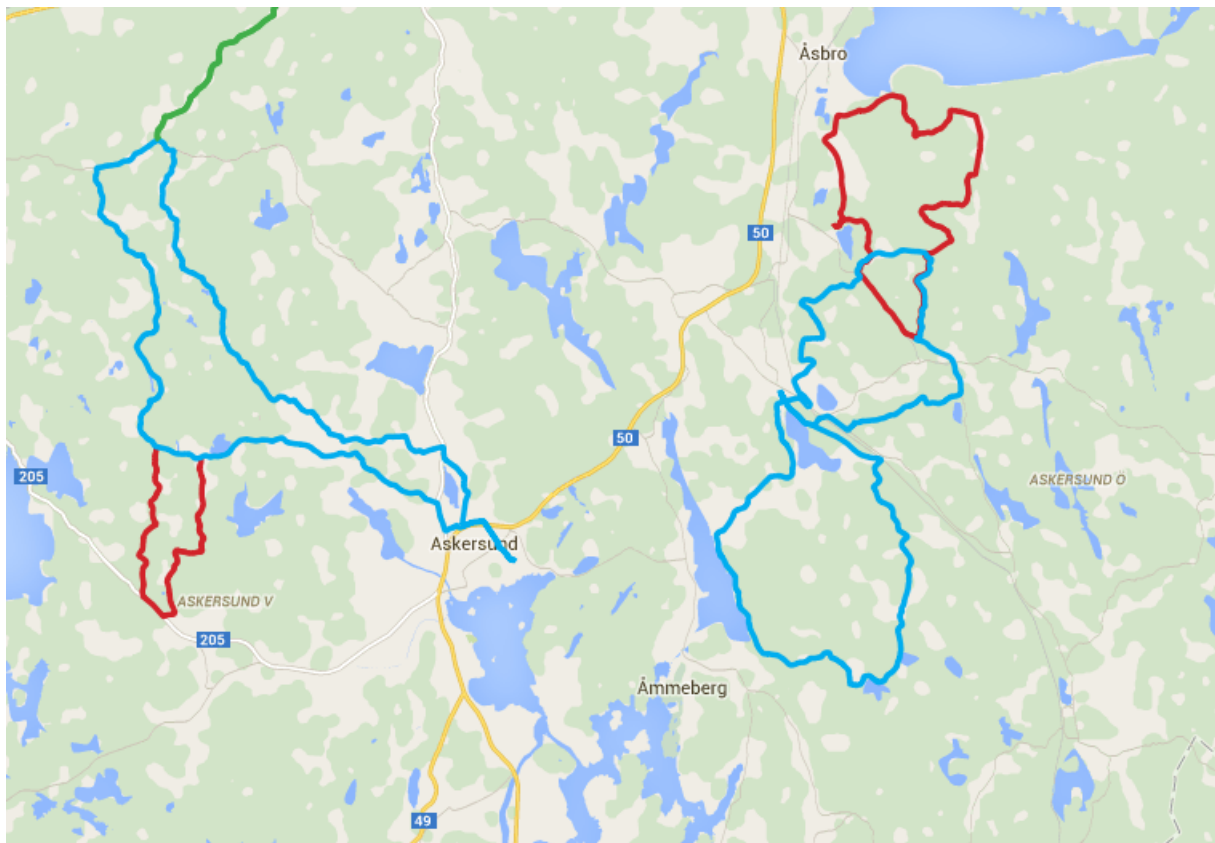 Åsbro
50
50
205
ASKERSUND Ö
Askersund
ASKERSUND V
205
Åmmeberg
49